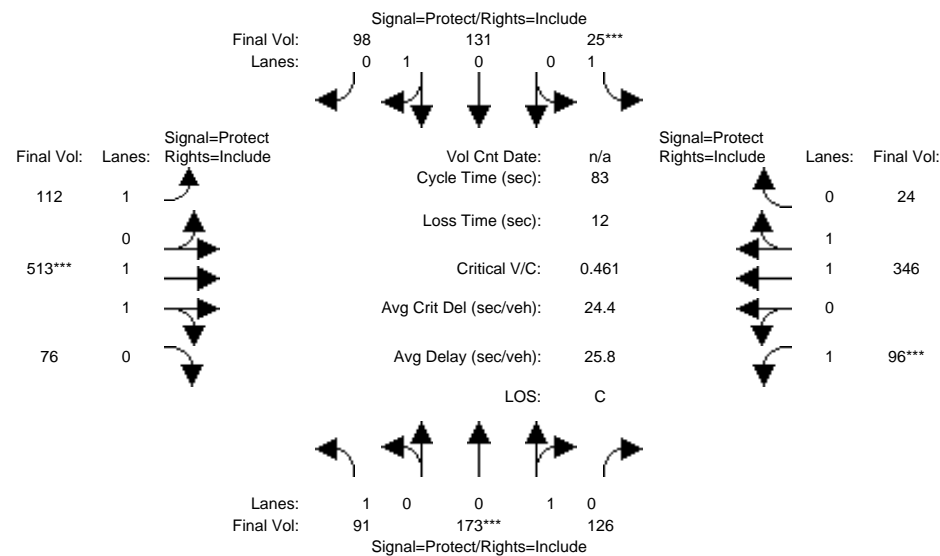 Signal=Protect/Rights=Include
Final Vol: 98 131 25***
Lanes: 0 1 0 0 1
Signal=Protect Signal=Protect
Final Vol: Lanes: Rights=Include Vol Cnt Date: n/a Rights=Include Lanes: Final Vol:
Cycle Time (sec): 83
112 1 0 24
Loss Time (sec): 12
0 1
513*** 1 Critical V/C: 0.461 1 346
1 Avg Crit Del (sec/veh): 24.4 0
76 0 Avg Delay (sec/veh): 25.8 1 96***
LOS: C
Lanes: 1 0 0 1 0
Final Vol: 91 173*** 126
Signal=Protect/Rights=Include